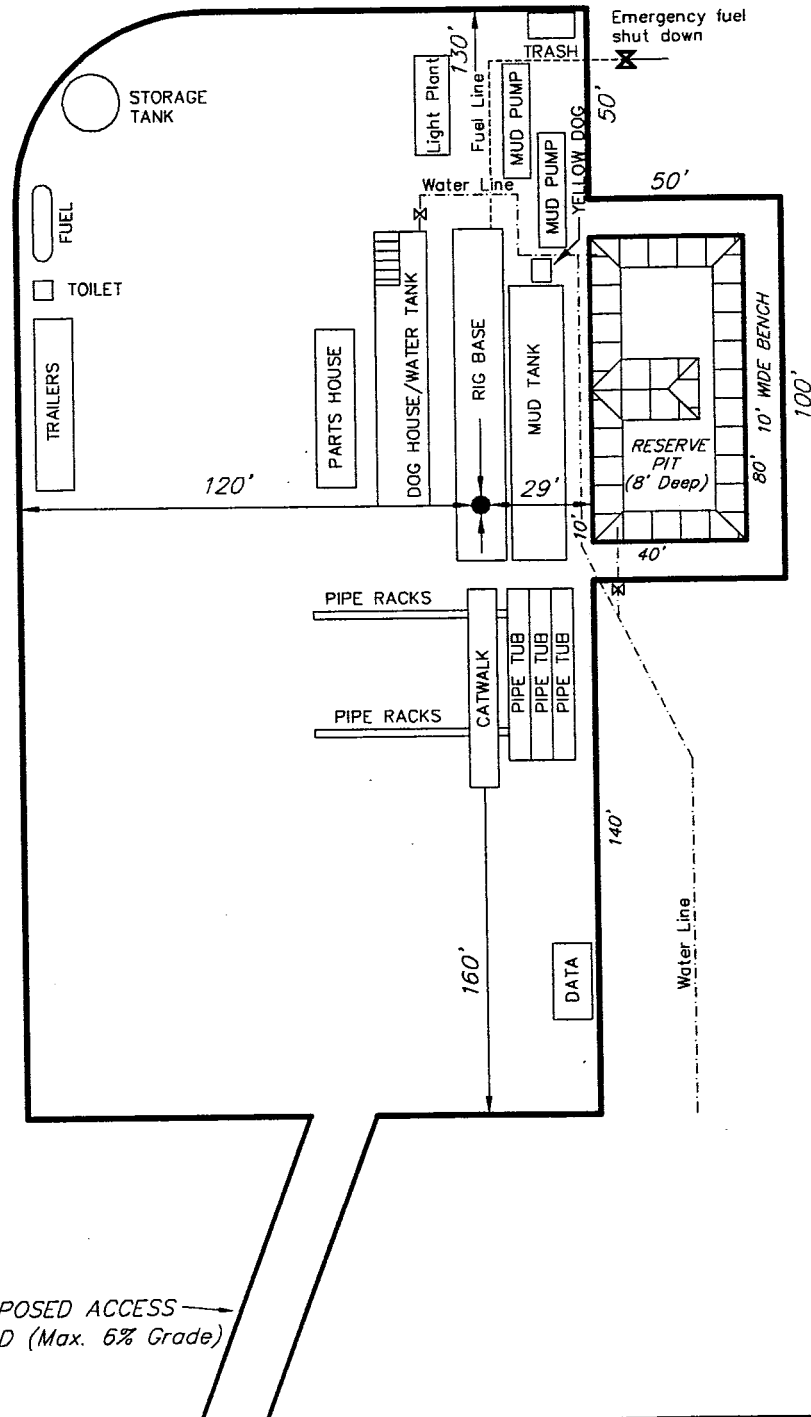 Emergency fuel
shut down
TRASH
130'
Fuel Line
50'
STORAGE
TANK
Light Plant
MUD PUMP
MUD PUMP
YELLOW DOG
Water Line
50'
FUEL
TOILET
TRAILERS
PARTS HOUSE
DOG HOUSE/WATER TANK
RIG BASE
MUD TANK
RESERVE
PIT
(8' Deep)
80'
10' WIDE BENCH
100'
120'
29'
10'
40'
PIPE RACKS
PIPE RACKS
CATWALK
PIPE TUB
PIPE TUB
PIPE TUB
140'
160'
DATA
Water Line
POSED ACCESS
D (Max. 6% Grade)